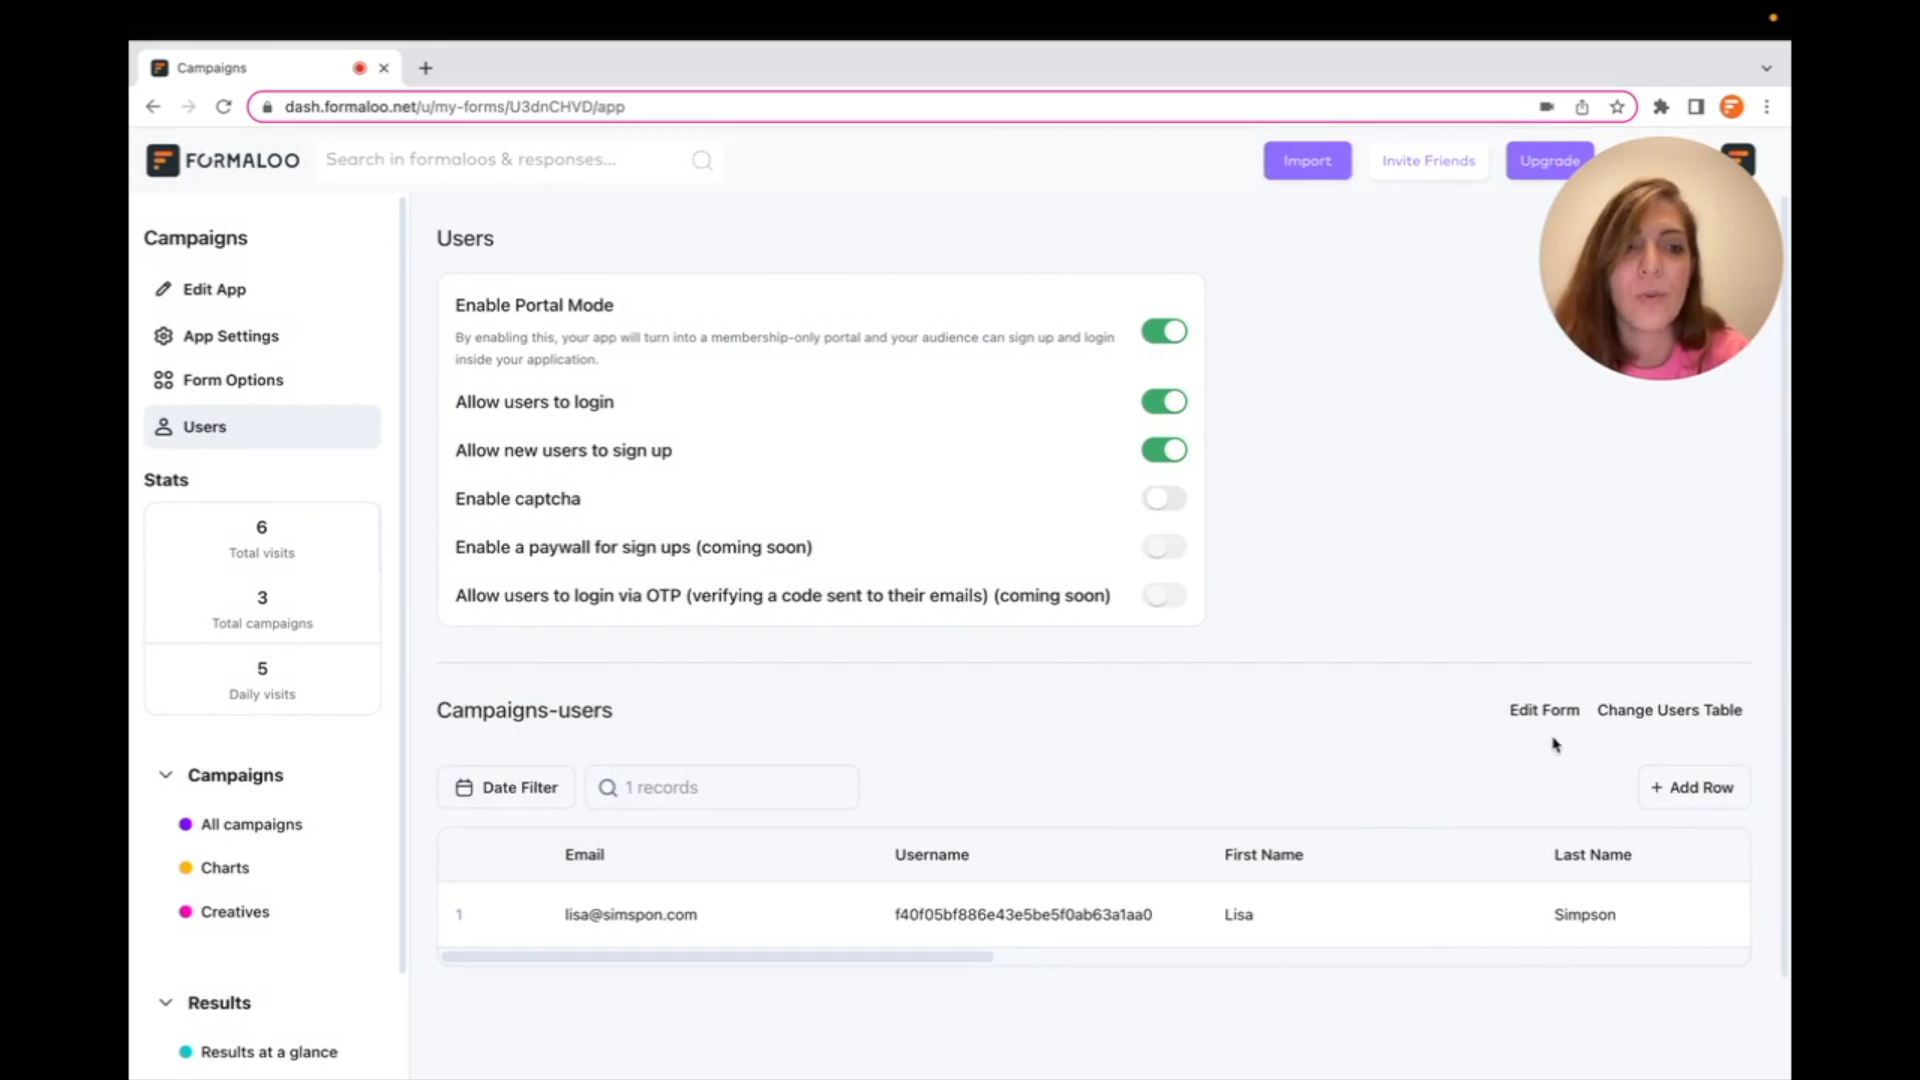 Campaigns
dash.formaloo.net/u/my-forms/U3dnCHVD/app
FORMALOO
Search in formaloos & responses...
Import
Invite Friends
Upgrade
Campaigns
Edit App
App Settings
Form Options
Users
Stats
6
Total visits
3
Total campaigns
5
Daily visits
Campaigns
All campaigns
Charts
Creatives
Results
Results at a glance
Users
Enable Portal Mode
By enabling this, your app will turn into a membership-only portal and your audience can sign up and login
inside your application.
Allow users to login
Allow new users to sign up
Enable captcha
Enable a paywall for sign ups (coming soon)
Allow users to login via OTP (verifying a code sent to their emails) (coming soon)
Campaigns-users
Edit Form
Change Users Table
Date Filter
1 records
+ Add Row
Email Username First Name Last Name
1 lisa@simspon.com f40f05bf886e43e5be5f0ab63a1aa0 Lisa Simpson